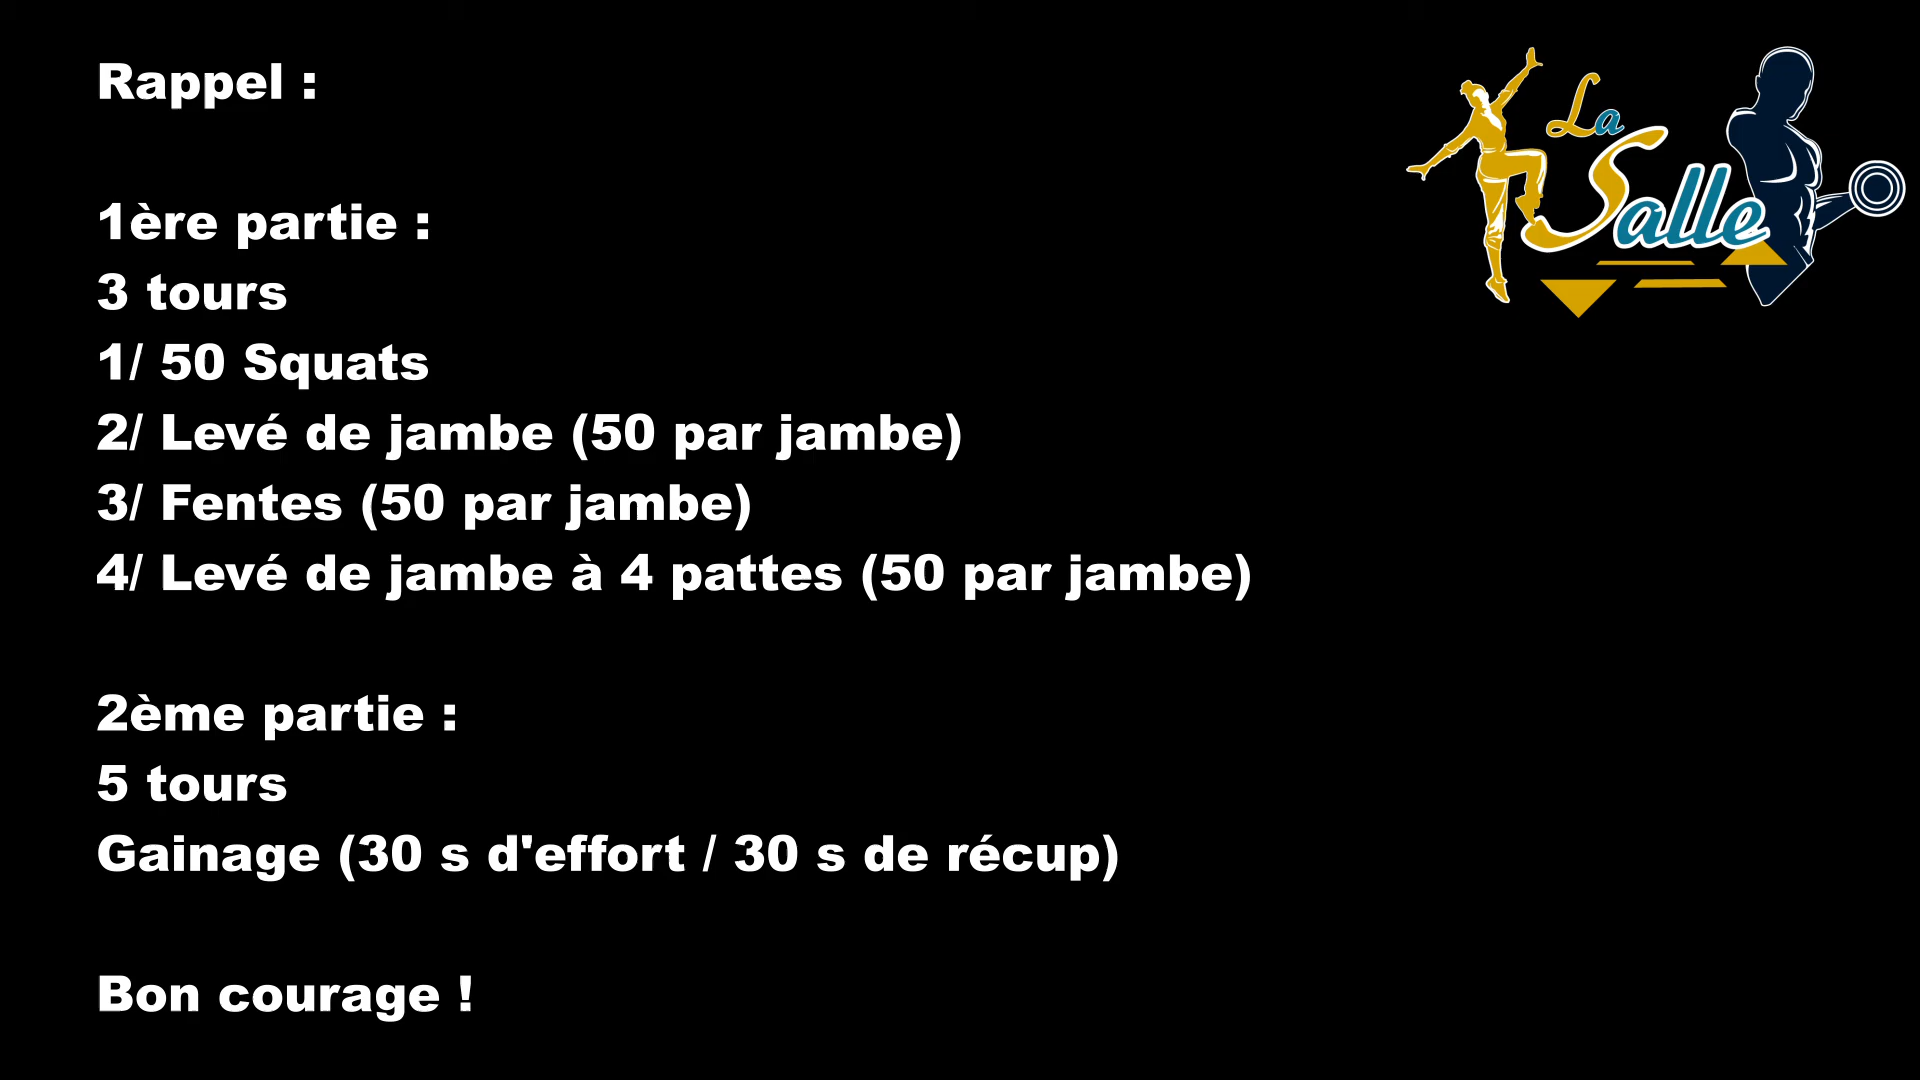 Rappel :
La
Salle
1ère partie :
3 tours
1/ 50 Squats
2/ Levé de jambe (50 par jambe)
3/ Fentes (50 par jambe)
4/ Levé de jambe à 4 pattes (50 par jambe)
2ème partie :
5 tours
Gainage (30 s d'effort / 30 s de récup)
Bon courage !